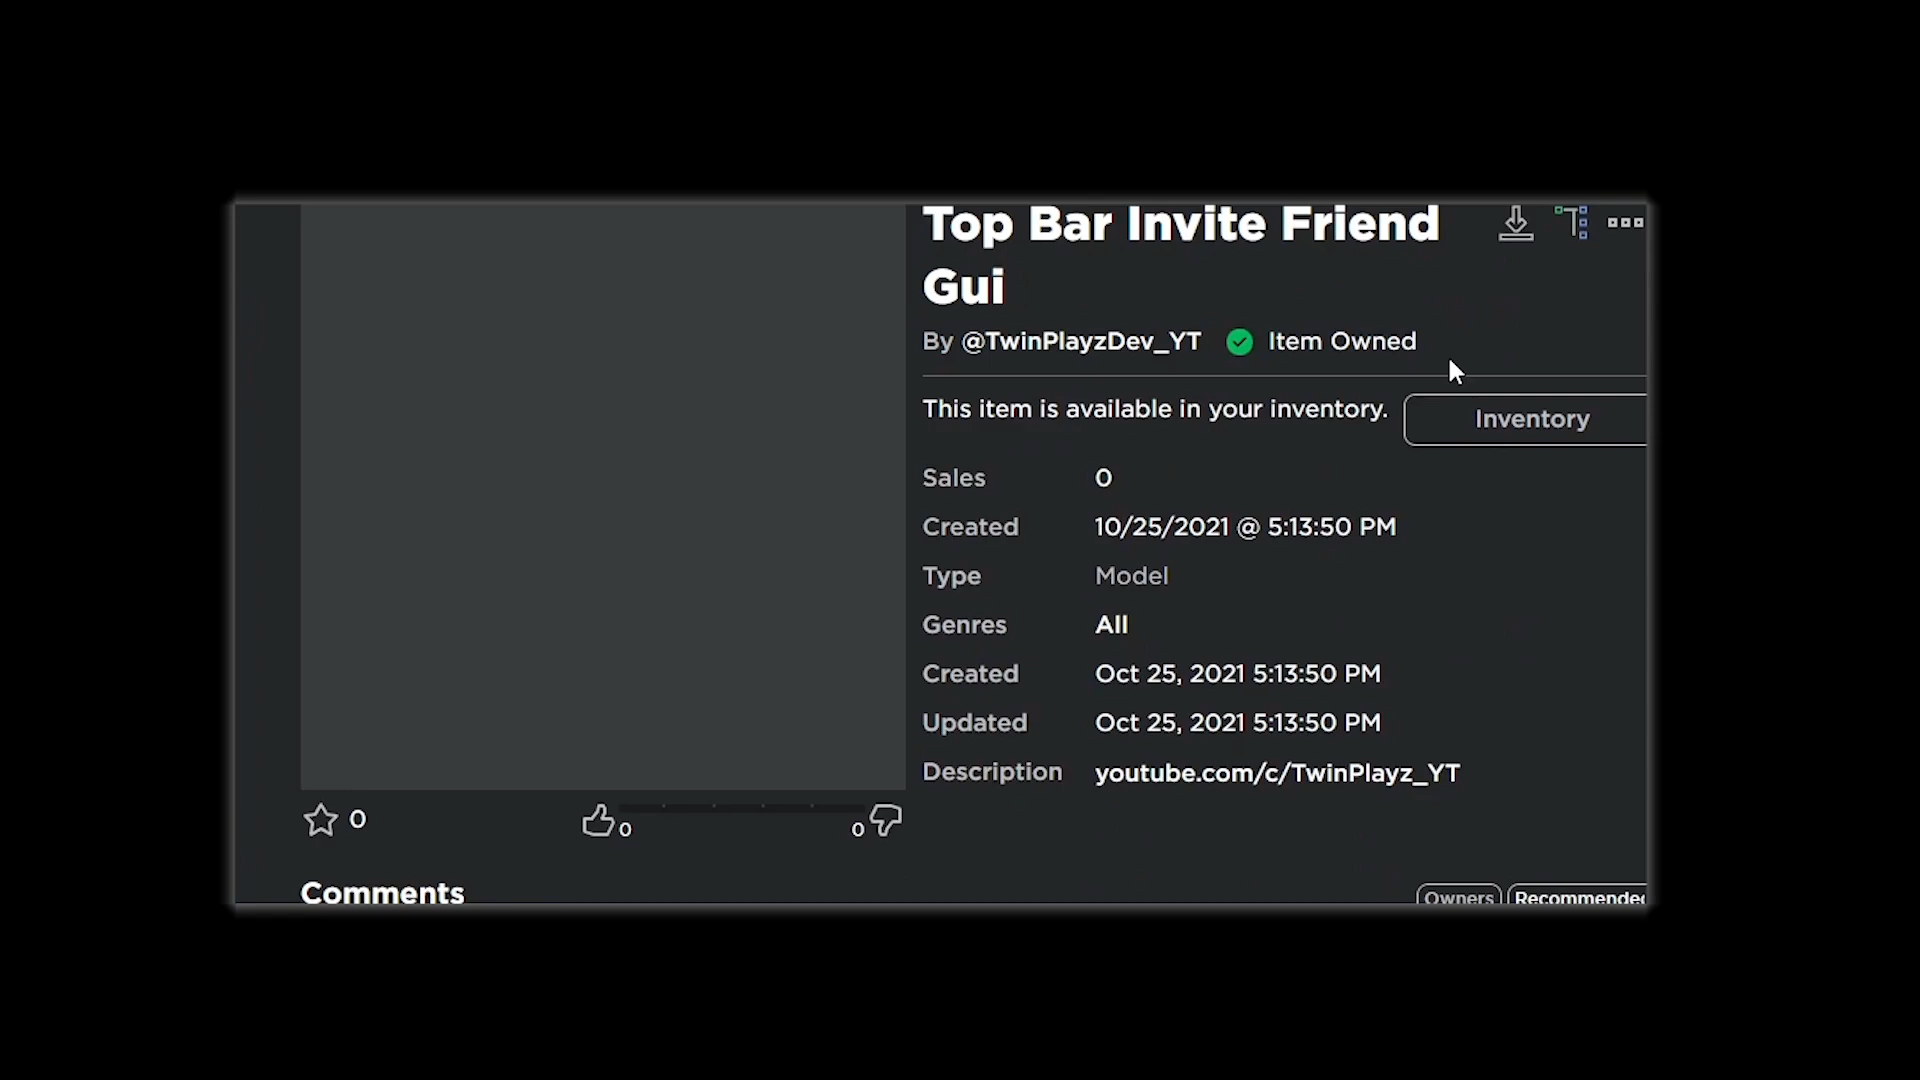 Top Bar Invite Friend
Gui
By @TwinPlayzDev_YT Item Owned
This item is available in your inventory.
Inventory
Sales 0
Created 10/25/2021 @ 5:13:50 PM
Type Model
Genres All
Created Oct 25, 2021 5:13:50 PM
Updated Oct 25, 2021 5:13:50 PM
Description youtube.com/c/TwinPlayz_YT
0 0 0
Comments
Owners Recommended